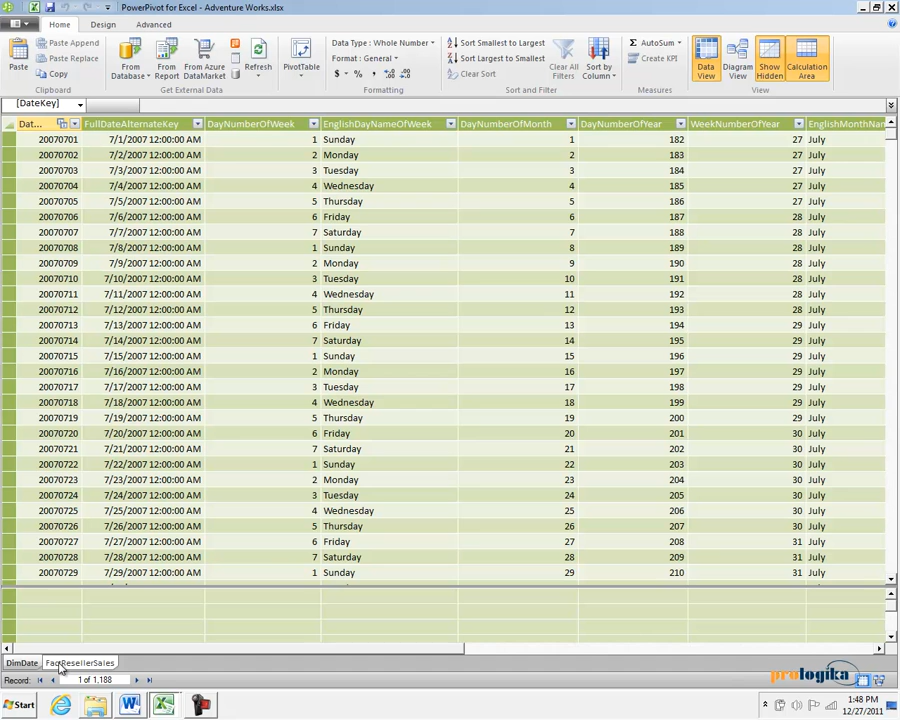 PowerPivot for Excel - Adventure Works.xlsx
Home Design Advanced
Paste Paste Append Paste Replace Copy
From Database From Report From Azure DataMarket Refresh PivotTable
Data Type : Whole Number Format : General $ % ,
Sort Smallest to Largest Sort Largest to Smallest Clear Sort Clear All Filters Sort by Column
Σ AutoSum Create KPI Data View Diagram View Show Hidden Calculation Area
Clipboard Get External Data Formatting Sort and Filter Measures View
[DateKey]
Dat... FullDateAlternateKey DayNumberOfWeek EnglishDayNameOfWeek DayNumberOfMonth DayNumberOfYear WeekNumberOfYear EnglishMonthNam
20070701 7/1/2007 12:00:00 AM 1 Sunday 1 182 27 July
20070702 7/2/2007 12:00:00 AM 2 Monday 2 183 27 July
20070703 7/3/2007 12:00:00 AM 3 Tuesday 3 184 27 July
20070704 7/4/2007 12:00:00 AM 4 Wednesday 4 185 27 July
20070705 7/5/2007 12:00:00 AM 5 Thursday 5 186 27 July
20070706 7/6/2007 12:00:00 AM 6 Friday 6 187 28 July
20070707 7/7/2007 12:00:00 AM 7 Saturday 7 188 28 July
20070708 7/8/2007 12:00:00 AM 1 Sunday 8 189 28 July
20070709 7/9/2007 12:00:00 AM 2 Monday 9 190 28 July
20070710 7/10/2007 12:00:00 AM 3 Tuesday 10 191 28 July
20070711 7/11/2007 12:00:00 AM 4 Wednesday 11 192 28 July
20070712 7/12/2007 12:00:00 AM 5 Thursday 12 193 28 July
20070713 7/13/2007 12:00:00 AM 6 Friday 13 194 29 July
20070714 7/14/2007 12:00:00 AM 7 Saturday 14 195 29 July
20070715 7/15/2007 12:00:00 AM 1 Sunday 15 196 29 July
20070716 7/16/2007 12:00:00 AM 2 Monday 16 197 29 July
20070717 7/17/2007 12:00:00 AM 3 Tuesday 17 198 29 July
20070718 7/18/2007 12:00:00 AM 4 Wednesday 18 199 29 July
20070719 7/19/2007 12:00:00 AM 5 Thursday 19 200 29 July
20070720 7/20/2007 12:00:00 AM 6 Friday 20 201 30 July
20070721 7/21/2007 12:00:00 AM 7 Saturday 21 202 30 July
20070722 7/22/2007 12:00:00 AM 1 Sunday 22 203 30 July
20070723 7/23/2007 12:00:00 AM 2 Monday 23 204 30 July
20070724 7/24/2007 12:00:00 AM 3 Tuesday 24 205 30 July
20070725 7/25/2007 12:00:00 AM 4 Wednesday 25 206 30 July
20070726 7/26/2007 12:00:00 AM 5 Thursday 26 207 30 July
20070727 7/27/2007 12:00:00 AM 6 Friday 27 208 31 July
20070728 7/28/2007 12:00:00 AM 7 Saturday 28 209 31 July
20070729 7/29/2007 12:00:00 AM 1 Sunday 29 210 31 July
DimDate FactResellerSales
Record: 1 of 1,188
prologika
Start 1:48 PM
12/27/2011